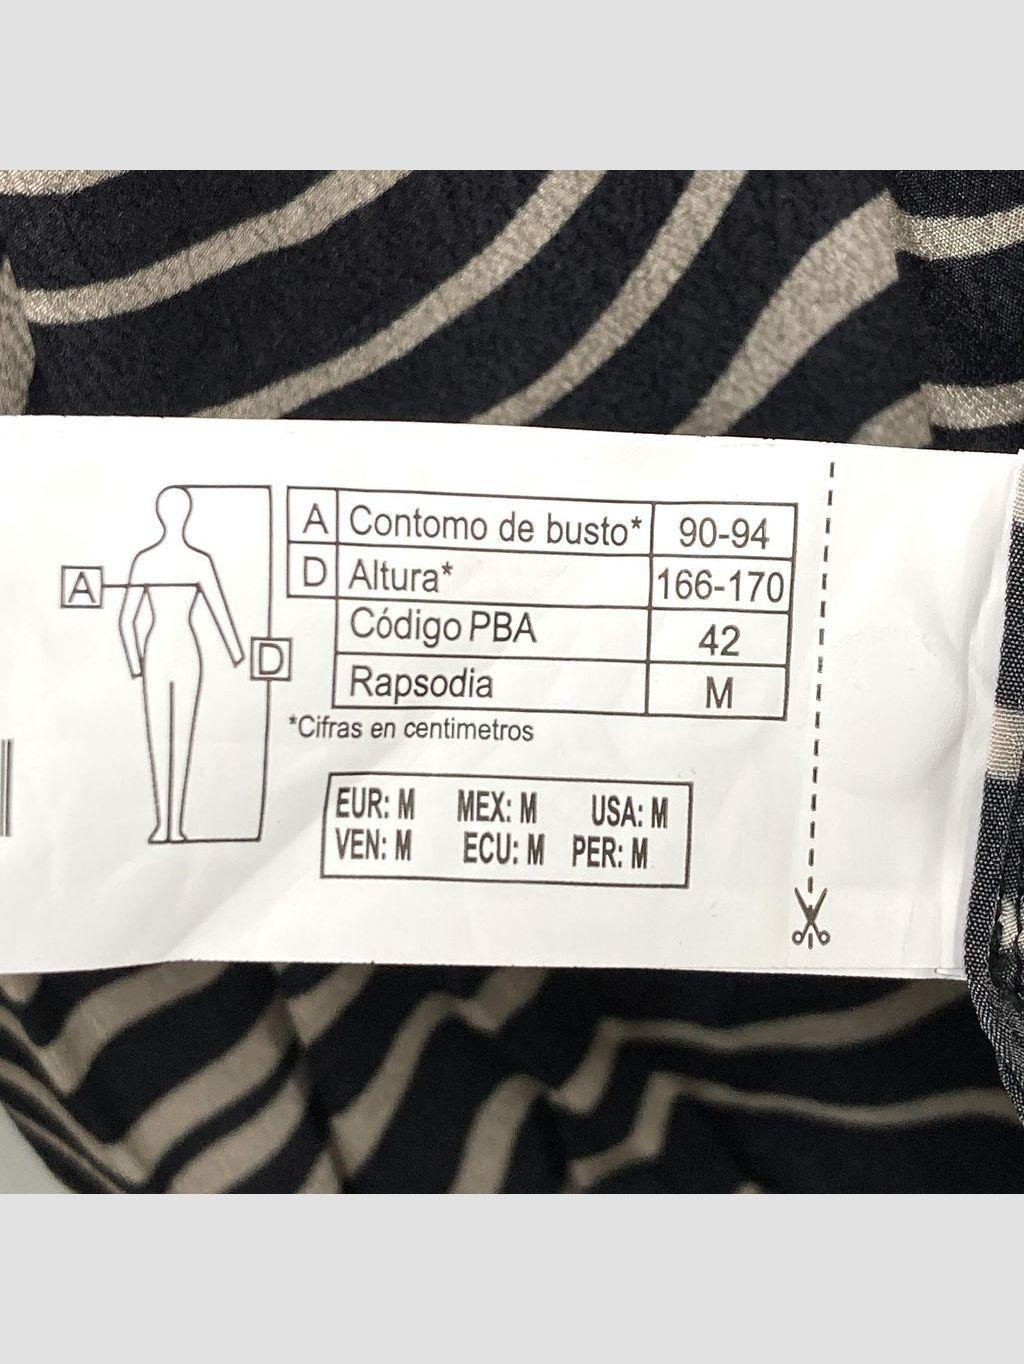 A
D
A Contomo de busto* 90-94
D Altura* 166-170
Código PBA 42
Rapsodia M
*Cifras en centimetros
EUR: M MEX: M USA: M
VEN: M ECU: M PER: M